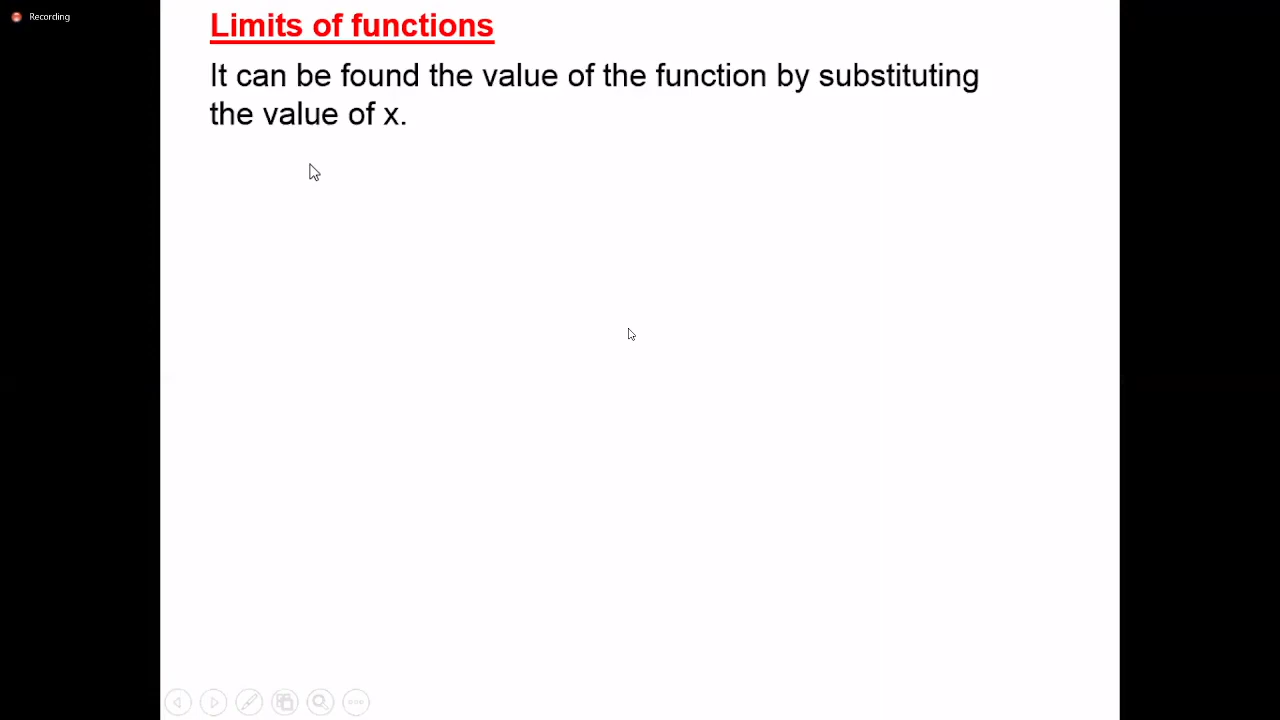 Recording
Limits of functions
It can be found the value of the function by substituting
the value of x.